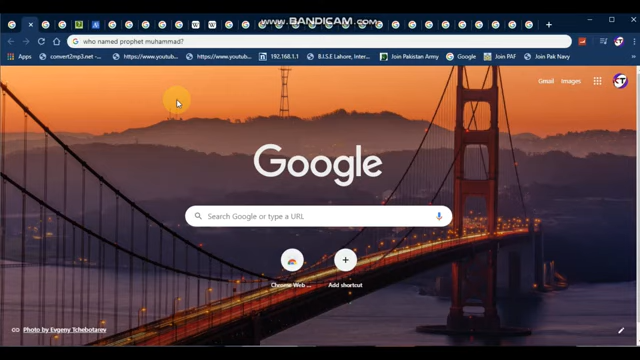 www.BANDICAM.com
who named prophet muhammad?
Apps convert2mp3.net -... https://www.youtub... https://www.youtub... 192.168.1.1 B.I.S.E Lahore, Inter... Join Pakistan Army Google Join PAF Join Pak Navy
Gmail Images
Google
Search Google or type a URL
Chrome Web ... Add shortcut
Photo by Evgeny Tchebotarev